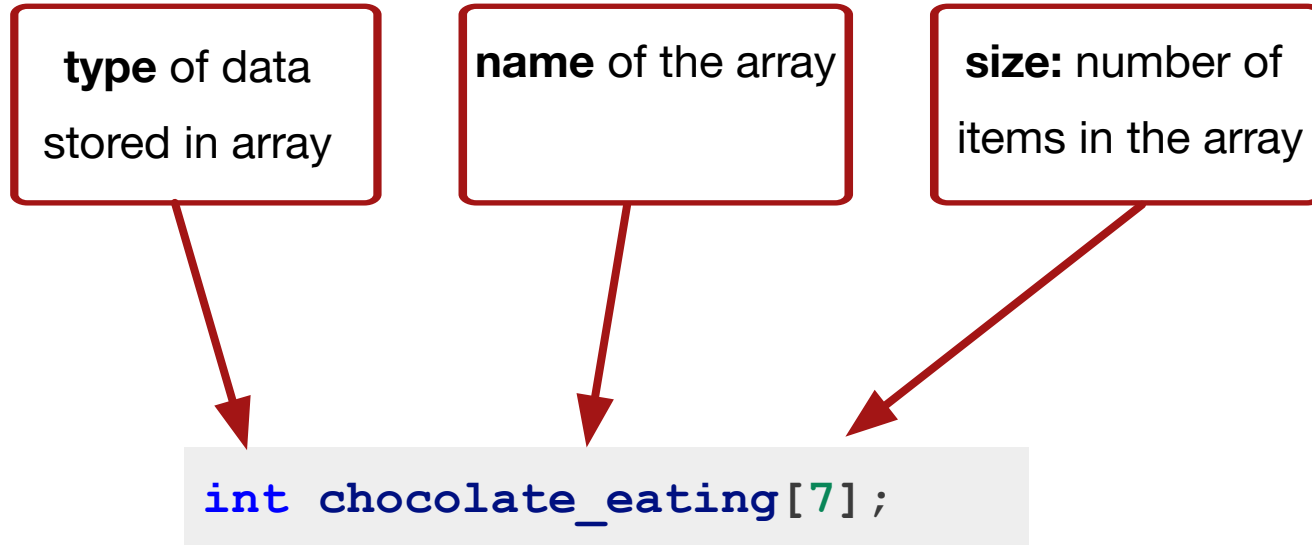 type of data
stored in array
name of the array
size: number of
items in the array
int chocolate_eating[7];